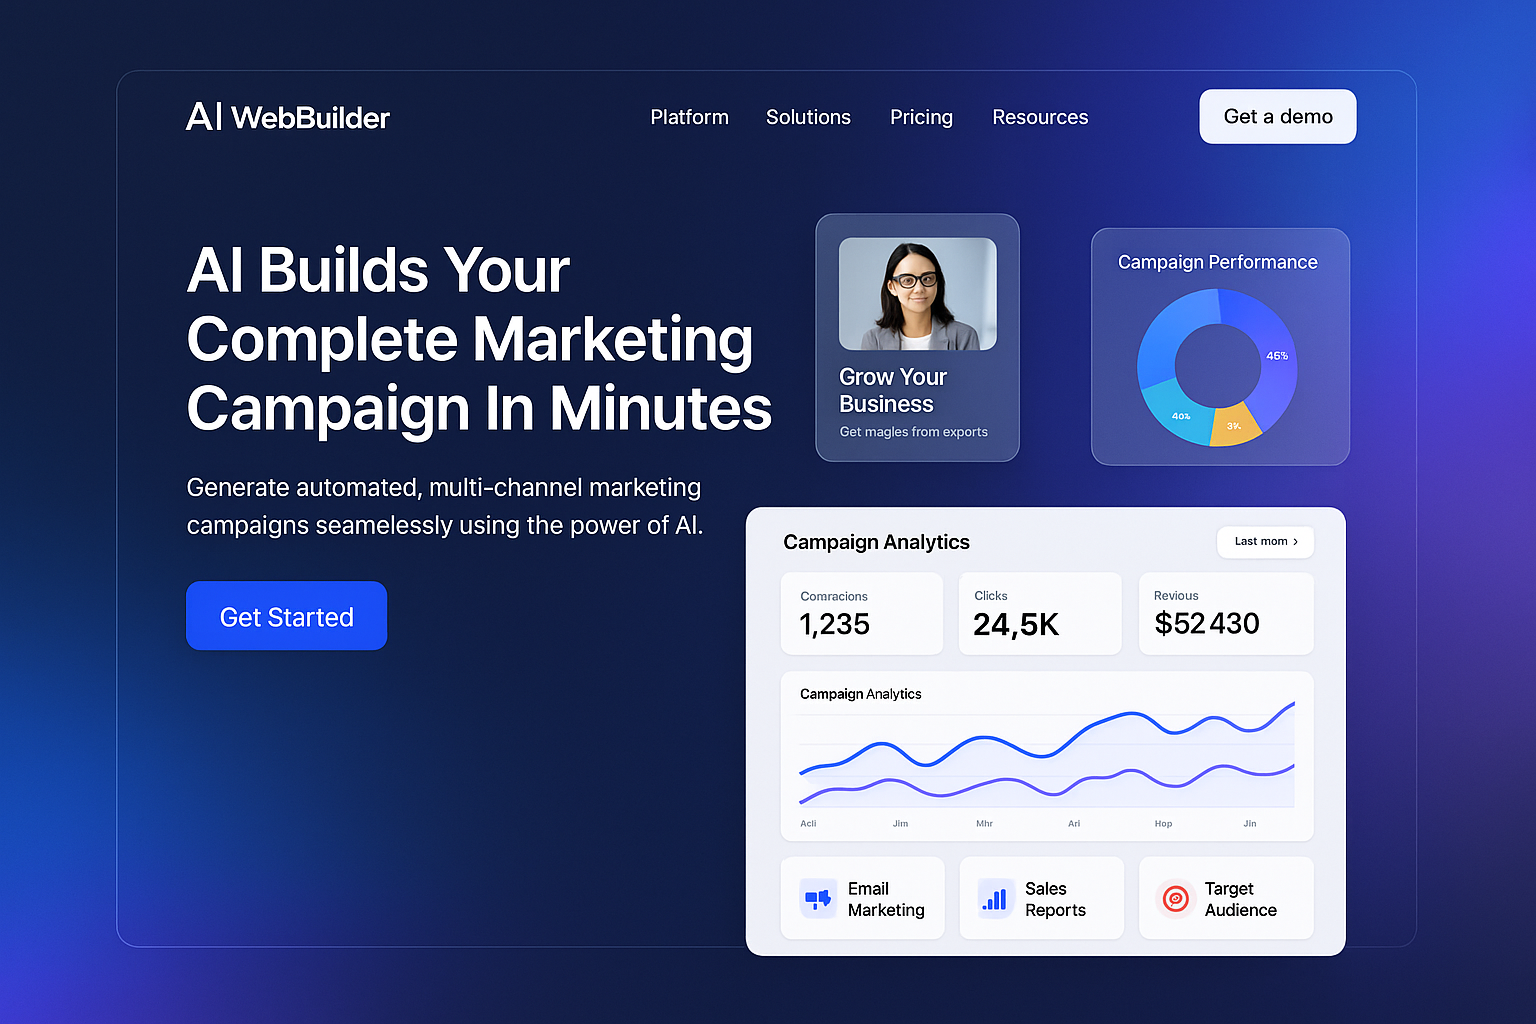 AI WebBuilder
Platform
Solutions
Pricing
Resources
Get a demo
AI Builds Your
Complete Marketing
Campaign In Minutes
Generate automated, multi-channel marketing
campaigns seamelessly using the power of AI.
Get Started
Grow Your
Business
Get magles from exports
Campaign Performance
46%
40%
3%
Campaign Analytics
Last mom ›
Comracions
1,235
Clicks
24,5K
Revious
$52 430
Campaign Analytics
Acli
Jim
Mhr
Ari
Hop
Jin
Email
Marketing
Sales
Reports
Target
Audience